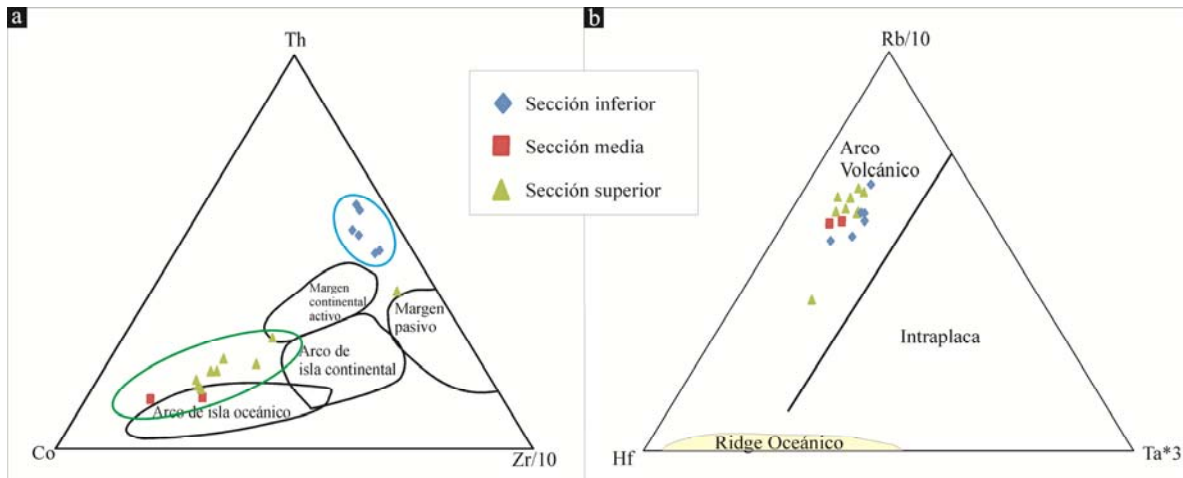 a
Th
Co
Zr/10
Margen
continental
activo
Margen
pasivo
Arco de
isla continental
Arco de isla oceánico
Sección inferior
Sección media
Sección superior
b
Rb/10
Arco
Volcánico
Intraplaca
Ridge Oceánico
Hf
Ta*3